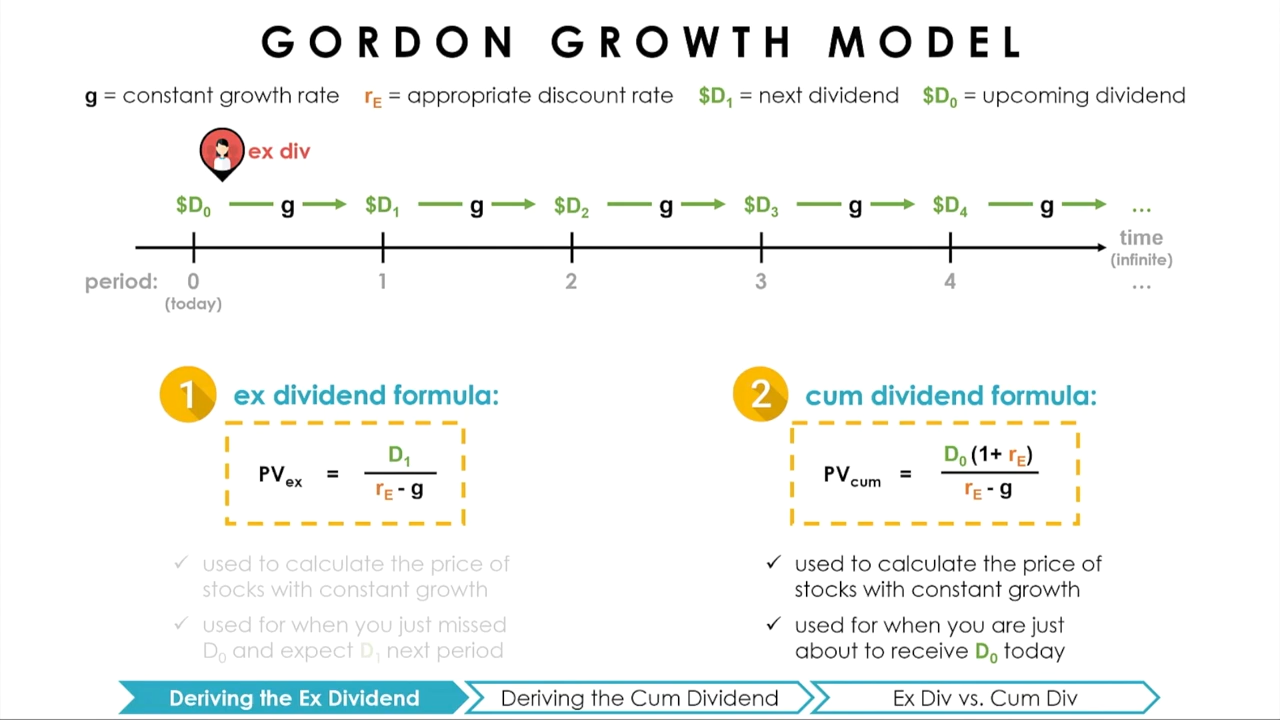 GORDON GROWTH MODEL
g = constant growth rate rE = appropriate discount rate $D1 = next dividend $D0 = upcoming dividend
ex div
$D0 g $D1 g $D2 g $D3 g $D4 g ...
time
(infinite)
period: 0 1 2 3 4 ...
(today)
1 ex dividend formula:
PVex = D1 / rE - g
✓ used to calculate the price of
stocks with constant growth
✓ used for when you just missed
D0 and expect D1 next period
2 cum dividend formula:
PVcum = D0 (1+ rE) / rE - g
✓ used to calculate the price of
stocks with constant growth
✓ used for when you are just
about to receive D0 today
Deriving the Ex Dividend Deriving the Cum Dividend Ex Div vs. Cum Div